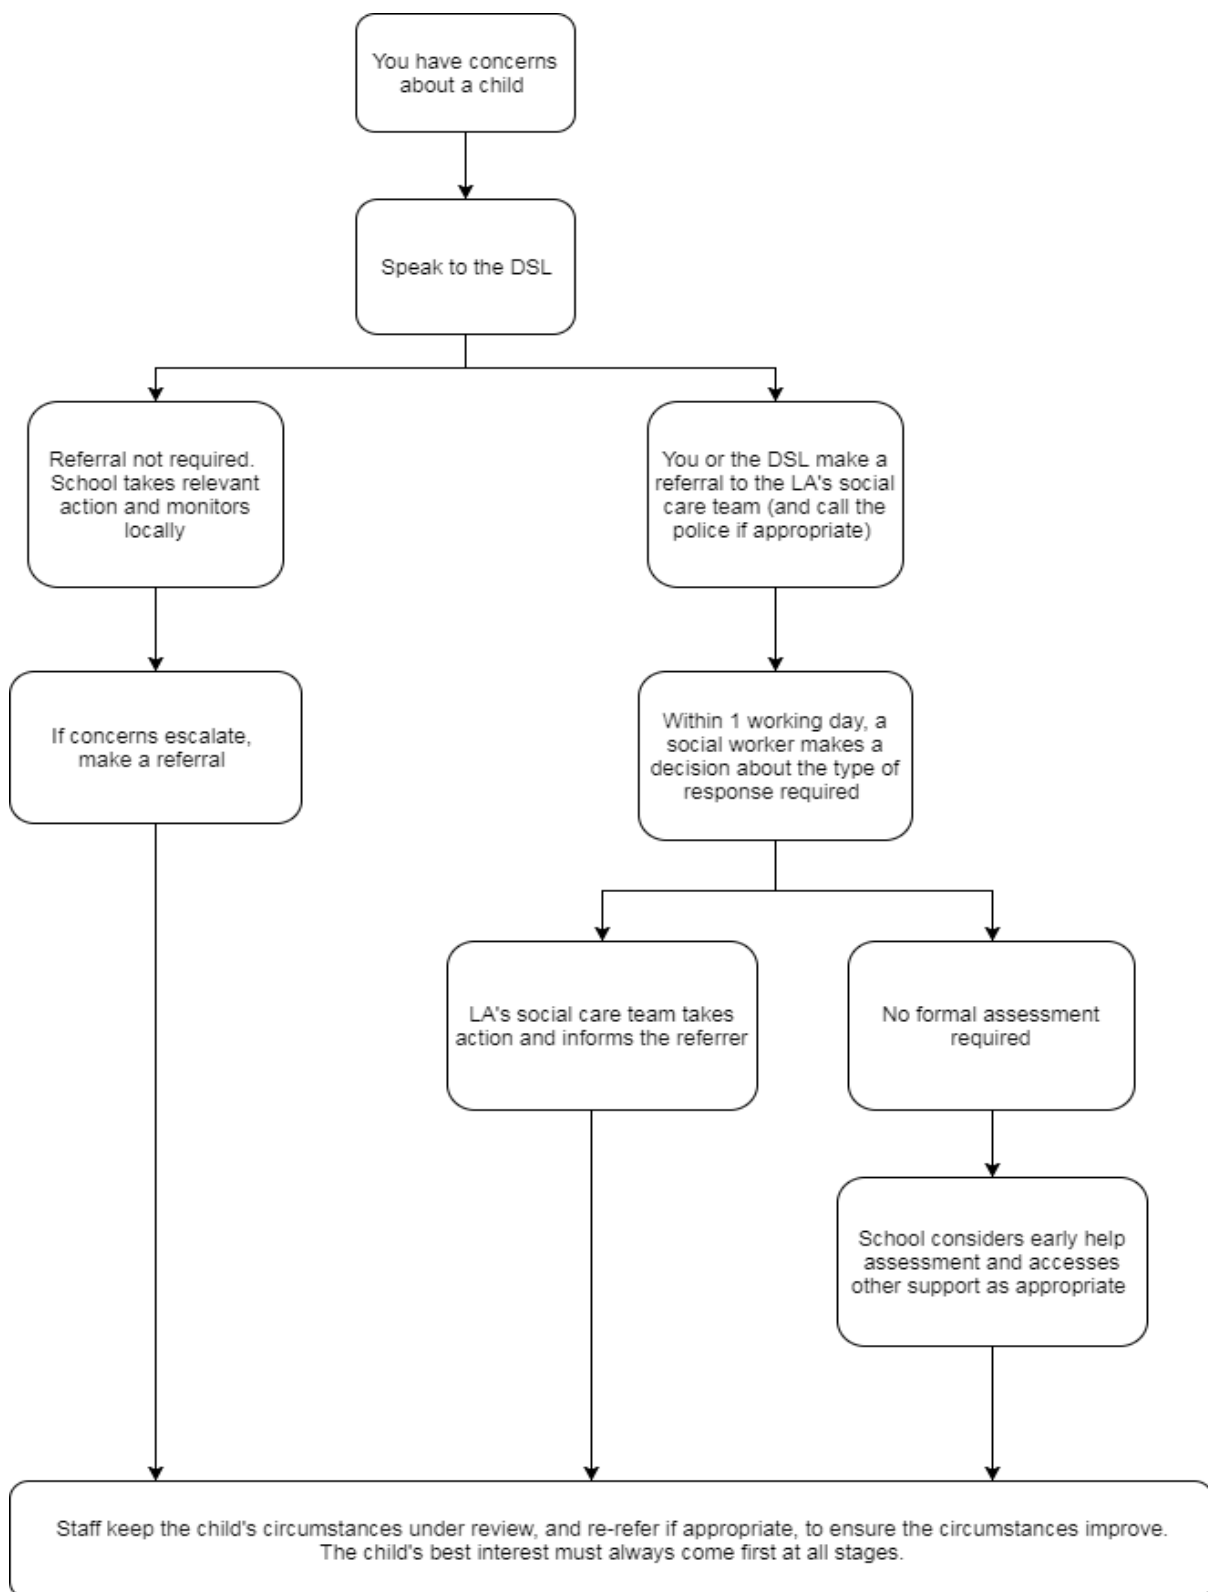 You have concerns
about a child
Speak to the DSL
Referral not required.
School takes relevant
action and monitors
locally
You or the DSL make a
referral to the LA's social
care team (and call the
police if appropriate)
If concerns escalate,
make a referral
Within 1 working day, a
social worker makes a
decision about the type of
response required
LA's social care team takes
action and informs the referrer
No formal assessment
required
School considers early help
assessment and accesses
other support as appropriate
Staff keep the child's circumstances under review, and re-refer if appropriate, to ensure the circumstances improve.
The child's best interest must always come first at all stages.